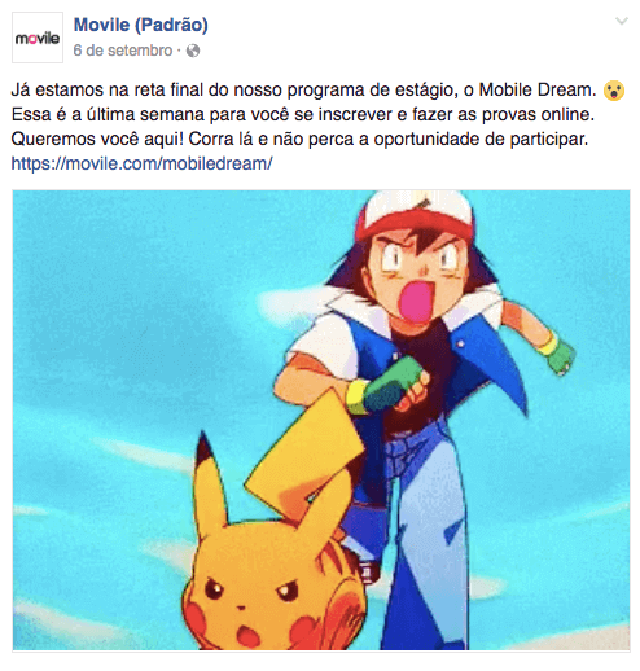 movile
Movile (Padrão)
6 de setembro ·
Já estamos na reta final do nosso programa de estágio, o Mobile Dream. 😮
Essa é a última semana para você se inscrever e fazer as provas online.
Queremos você aqui! Corra lá e não perca a oportunidade de participar.
https://movile.com/mobiledream/